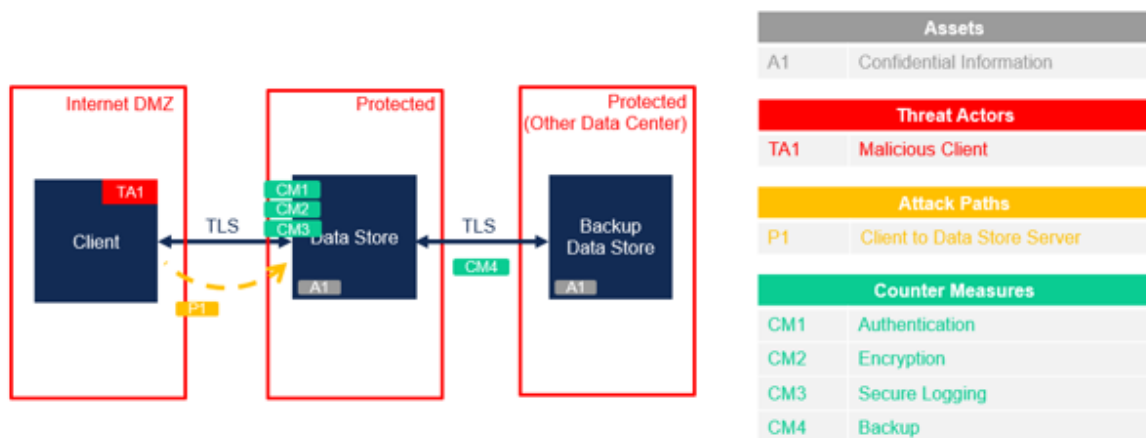 Internet DMZ
TA1
Client
TLS
P1
Protected
CM1
CM2
CM3
Data Store
A1
TLS
CM4
Protected
(Other Data Center)
Backup
Data Store
A1
Assets
A1 Confidential Information
Threat Actors
TA1 Malicious Client
Attack Paths
P1 Client to Data Store Server
Counter Measures
CM1 Authentication
CM2 Encryption
CM3 Secure Logging
CM4 Backup